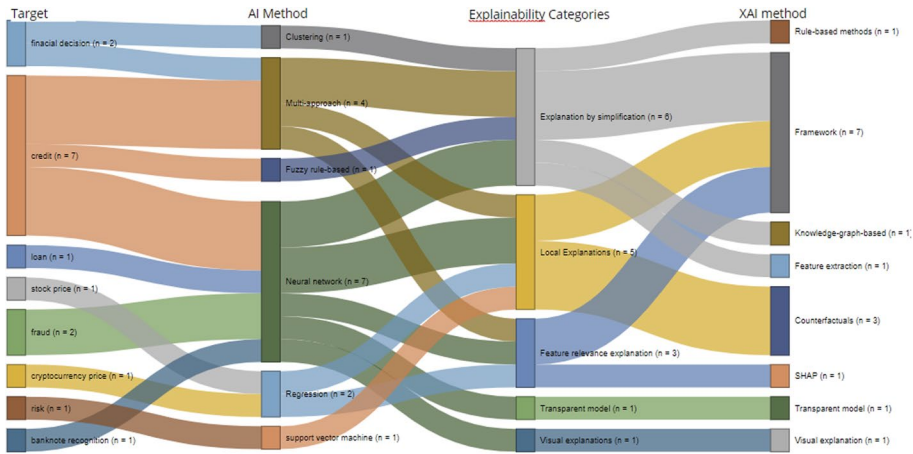 Target
AI Method
Explainability Categories
XAI method
finacial decision (n = 2)
credit (n = 7)
loan (n = 1)
stock price (n = 1)
fraud (n = 2)
cryptocurrency price (n = 1)
risk (n = 1)
banknote recognition (n = 1)
Clustering (n = 1)
Multi-approach (n = 4)
Fuzzy rule-based (n = 1)
Neural network (n = 7)
Regression (n = 2)
support vector machine (n = 1)
Explanation by simplification (n = 6)
Local Explanations (n = 5)
Feature relevance explanation (n = 3)
Transparent model (n = 1)
Visual explanations (n = 1)
Rule-based methods (n = 1)
Framework (n = 7)
Knowledge-graph-based (n = 1)
Feature extraction (n = 1)
Counterfactuals (n = 3)
SHAP (n = 1)
Transparent model (n = 1)
Visual explanation (n = 1)